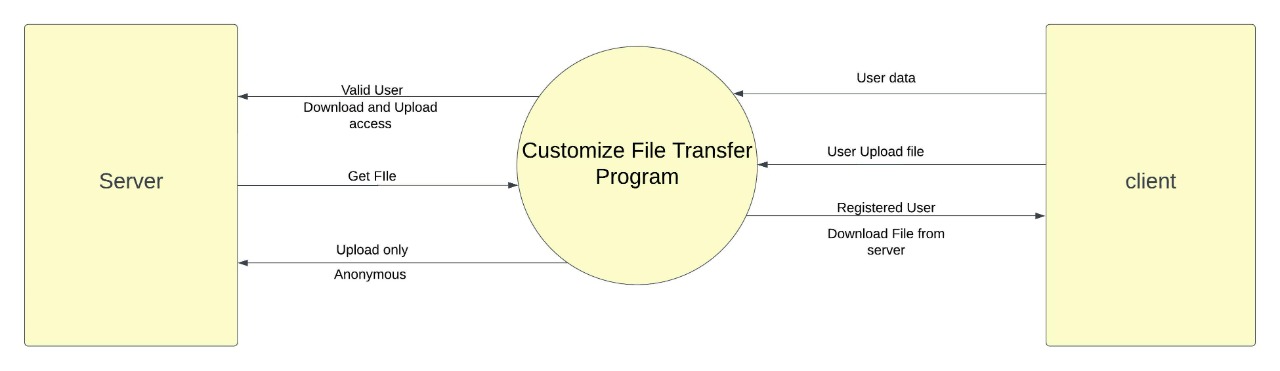 Server
Valid User
Download and Upload
access
Get FIle
Upload only
Anonymous
Customize File Transfer
Program
User data
User Upload file
Registered User
Download File from
server
client